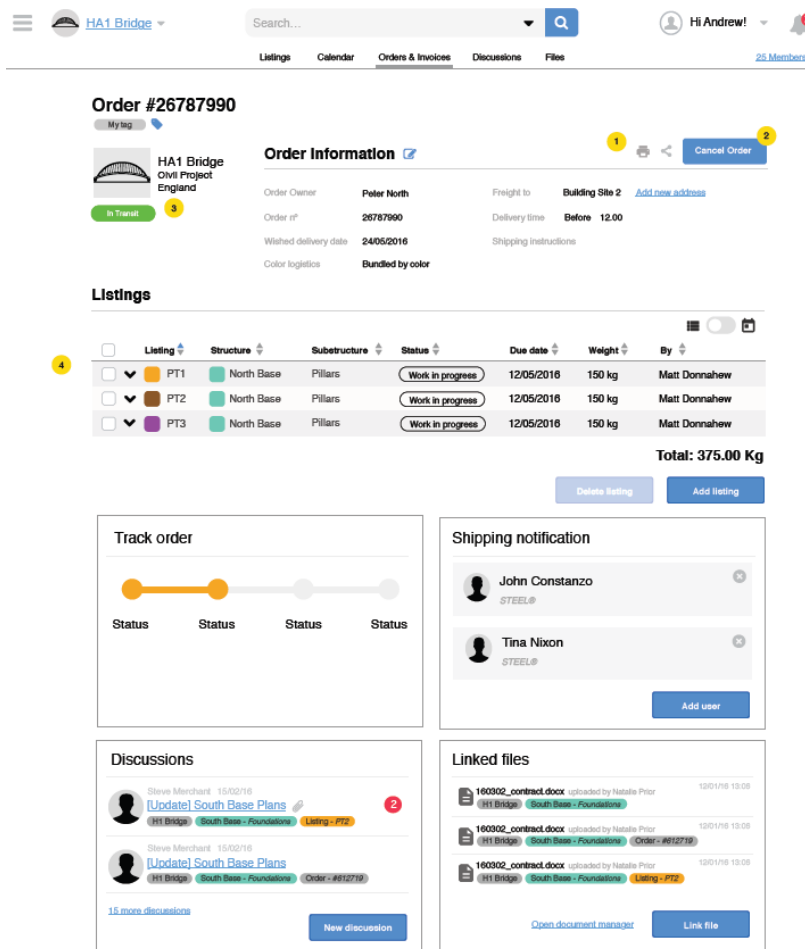 HA1 Bridge
Search...
Hi Andrew!
Listings Calendar Orders & Invoices Discussions Files
25 Members
Order #26787990
My tag
1
2
Cancel Order
HA1 Bridge
Civil Project
England
In Transit
3
Order Information
Order Owner Peter North Freight to Building Site 2 Add new address
Order nº 26787990 Delivery time Before 12.00
Wished delivery date 24/05/2016 Shipping instructions
Color logistics Bundled by color
Listings
4
Listing Structure Substructure Status Due date Weight By
PT1 North Base Pillars Work in progress 12/05/2016 150 kg Matt Donnahew
PT2 North Base Pillars Work in progress 12/05/2016 150 kg Matt Donnahew
PT3 North Base Pillars Work in progress 12/05/2016 150 kg Matt Donnahew
Total: 375.00 Kg
Delete listing Add listing
Track order
Status Status Status Status
Shipping notification
John Constanzo
STEEL®
Tina Nixon
STEEL®
Add user
Discussions
Steve Merchant 15/02/16
[Update] South Base Plans
2
H1 Bridge South Base - Foundations Listing - PT2
Steve Merchant 15/02/16
[Update] South Base Plans
H1 Bridge South Base - Foundations Order - #612719
15 more discussions
New discussion
Linked files
160302_contract.docx uploaded by Natalie Prior 12/01/16 13:08
H1 Bridge South Base - Foundations
160302_contract.docx uploaded by Natalie Prior 12/01/16 13:08
H1 Bridge South Base - Foundations Order - #612719
160302_contract.docx uploaded by Natalie Prior 12/01/16 13:08
H1 Bridge South Base - Foundations Listing - PT2
Open document manager
Link file